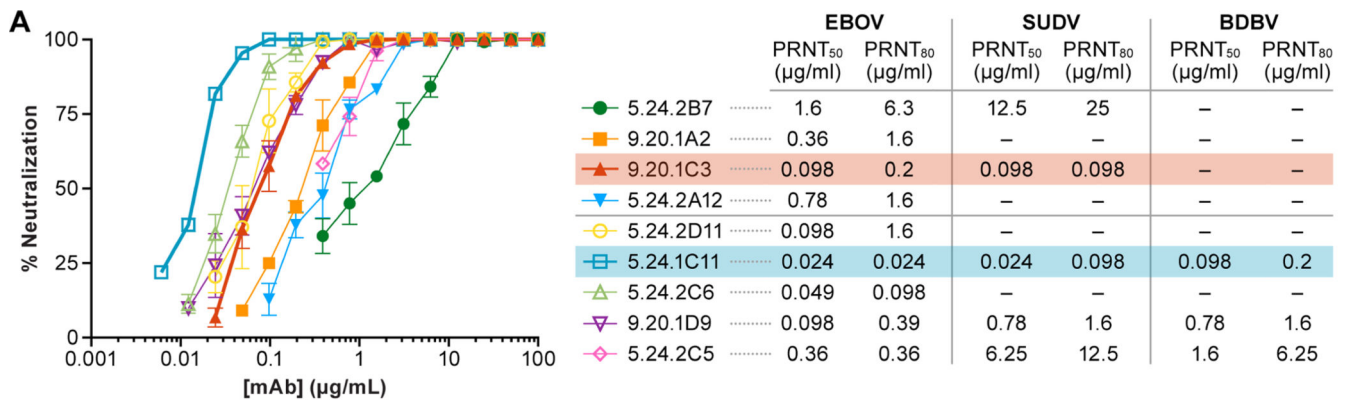 A
EBOV SUDV BDBV
PRNT50 PRNT80 PRNT50 PRNT80 PRNT50 PRNT80
(µg/ml) (µg/ml) (µg/ml) (µg/ml) (µg/ml) (µg/ml)
5.24.2B7 1.6 6.3 12.5 25 – –
9.20.1A2 0.36 1.6 – – – –
9.20.1C3 0.098 0.2 0.098 0.098 – –
5.24.2A12 0.78 1.6 – – – –
5.24.2D11 0.098 1.6 – – – –
5.24.1C11 0.024 0.024 0.024 0.098 0.098 0.2
5.24.2C6 0.049 0.098 – – – –
9.20.1D9 0.098 0.39 0.78 1.6 0.78 1.6
5.24.2C5 0.36 0.36 6.25 12.5 1.6 6.25
% Neutralization
100
75
50
25
0
0.001 0.01 0.1 1 10 100
[mAb] (µg/mL)